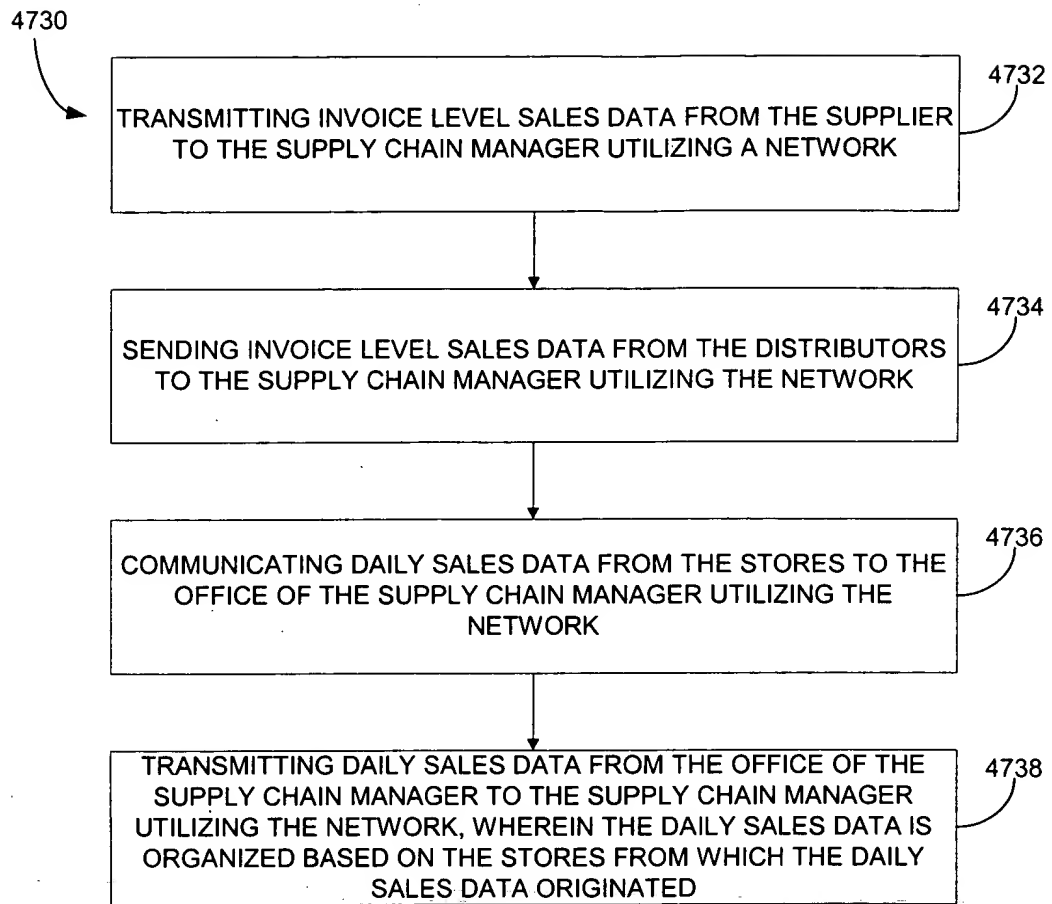 4730
4732
TRANSMITTING INVOICE LEVEL SALES DATA FROM THE SUPPLIER
TO THE SUPPLY CHAIN MANAGER UTILIZING A NETWORK
4734
SENDING INVOICE LEVEL SALES DATA FROM THE DISTRIBUTORS
TO THE SUPPLY CHAIN MANAGER UTILIZING THE NETWORK
4736
COMMUNICATING DAILY SALES DATA FROM THE STORES TO THE
OFFICE OF THE SUPPLY CHAIN MANAGER UTILIZING THE
NETWORK
4738
TRANSMITTING DAILY SALES DATA FROM THE OFFICE OF THE
SUPPLY CHAIN MANAGER TO THE SUPPLY CHAIN MANAGER
UTILIZING THE NETWORK, WHEREIN THE DAILY SALES DATA IS
ORGANIZED BASED ON THE STORES FROM WHICH THE DAILY
SALES DATA ORIGINATED